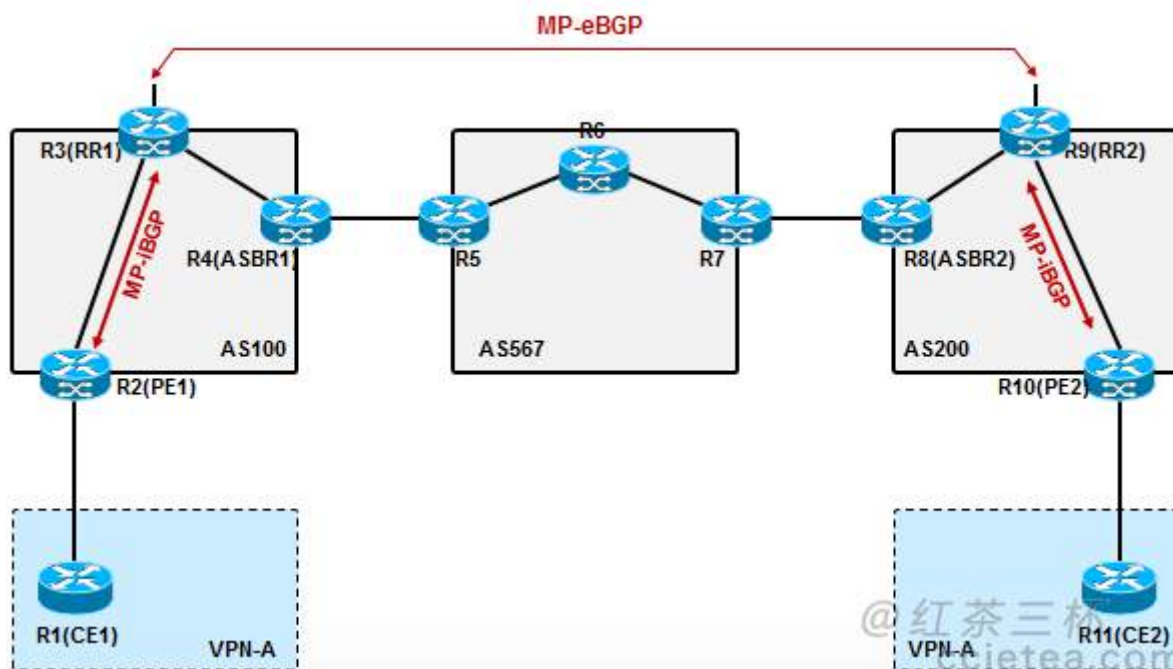 MP-eBGP
R3(RR1)
R6
R9(RR2)
MP-iBGP
R4(ASBR1)
R5
R7
R8(ASBR2)
MP-iBGP
AS100
AS567
AS200
R2(PE1)
R10(PE2)
R1(CE1)
VPN-A
VPN-A
R11(CE2)
@红茶三杯
ccietea.com